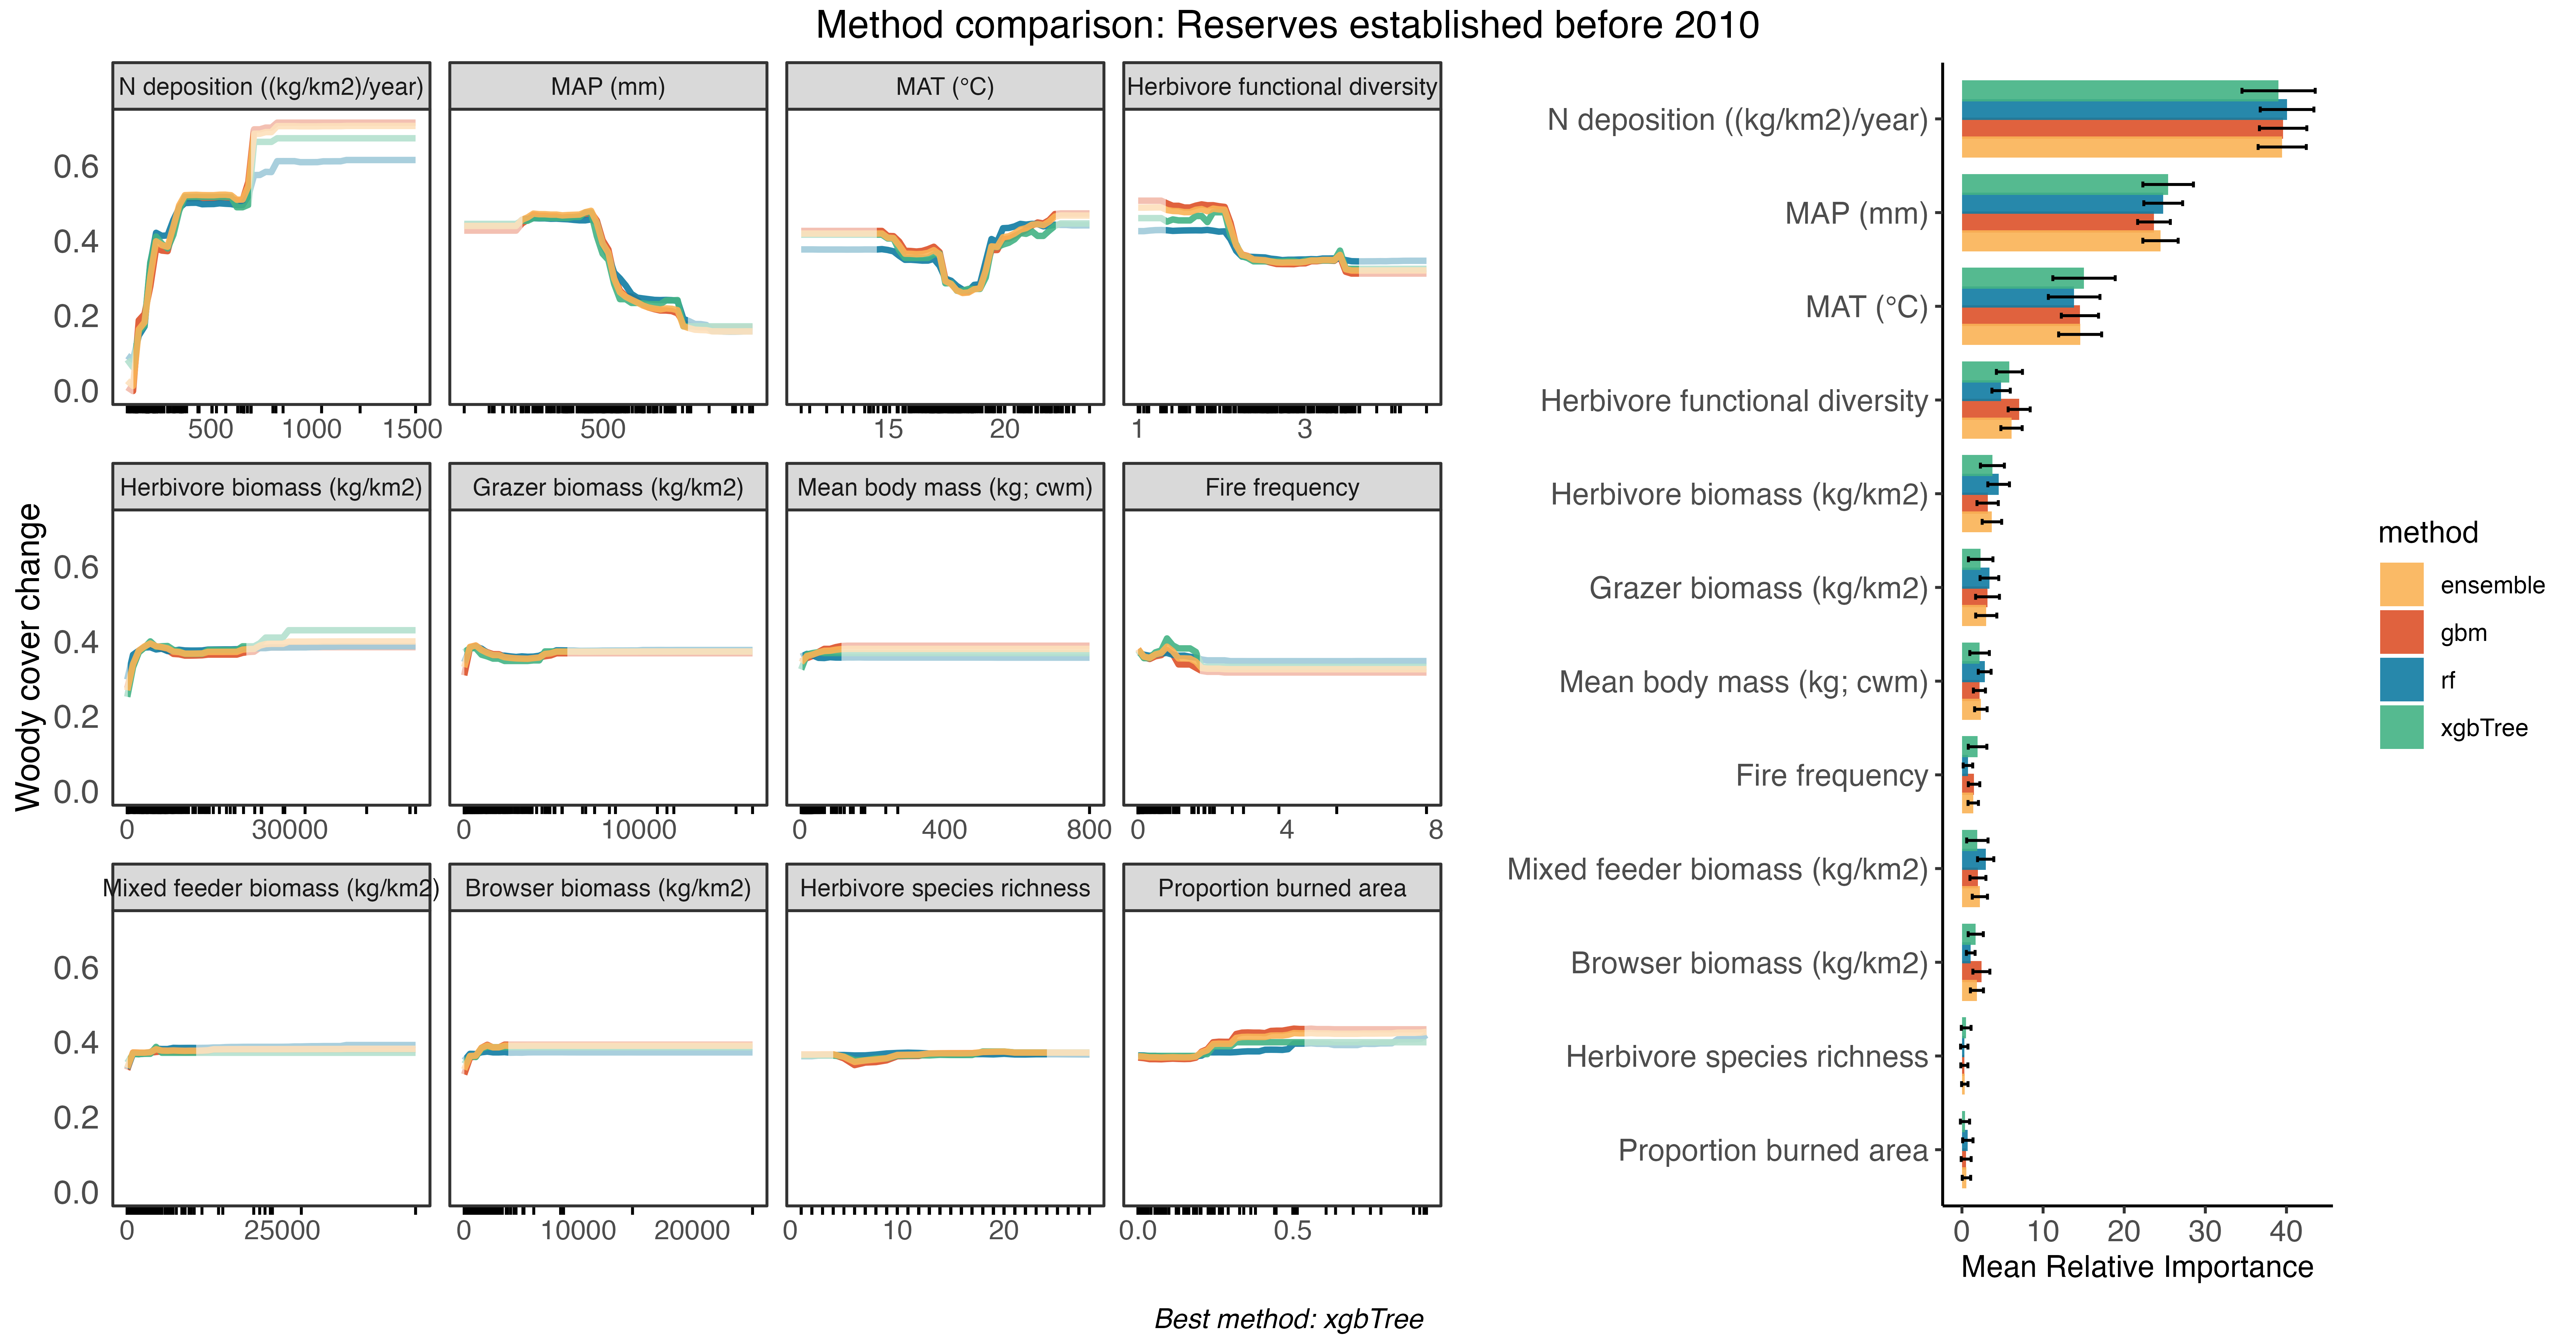 Method comparison: Reserves established before 2010
N deposition ((kg/km2)/year)
MAP (mm)
MAT (°C)
Herbivore functional diversity
0.6
0.4
0.2
0.0
500 1000 1500
500
15 20
1 3
Woody cover change
Herbivore biomass (kg/km2)
Grazer biomass (kg/km2)
Mean body mass (kg; cwm)
Fire frequency
0.6
0.4
0.2
0.0
0 30000
0 10000
0 400 800
0 4 8
Mixed feeder biomass (kg/km2)
Browser biomass (kg/km2)
Herbivore species richness
Proportion burned area
0.6
0.4
0.2
0.0
0 25000
0 10000 20000
0 10 20
0.0 0.5
N deposition ((kg/km2)/year)
MAP (mm)
MAT (°C)
Herbivore functional diversity
Herbivore biomass (kg/km2)
Grazer biomass (kg/km2)
Mean body mass (kg; cwm)
Fire frequency
Mixed feeder biomass (kg/km2)
Browser biomass (kg/km2)
Herbivore species richness
Proportion burned area
0 10 20 30 40
Mean Relative Importance
method
ensemble
gbm
rf
xgbTree
Best method: xgbTree